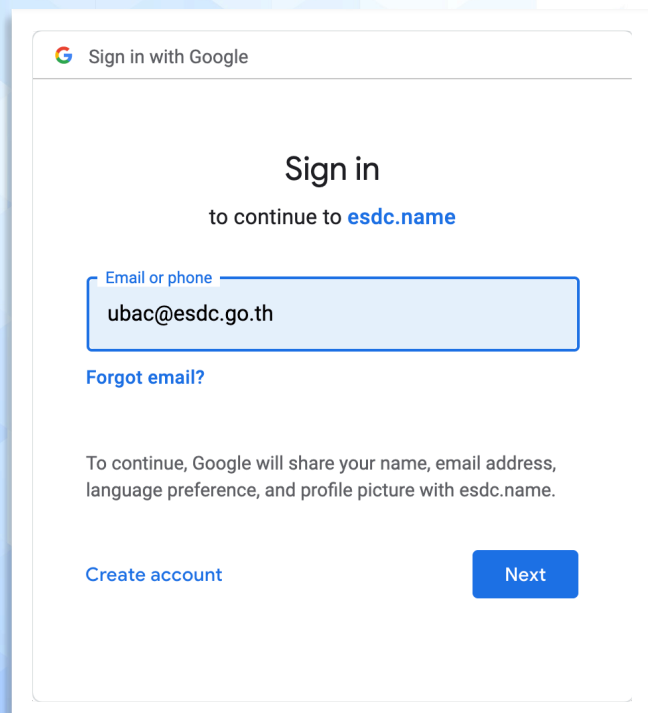 Sign in with Google
Sign in
to continue to esdc.name
Email or phone
ubac@esdc.go.th
Forgot email?
To continue, Google will share your name, email address,
language preference, and profile picture with esdc.name.
Create account
Next